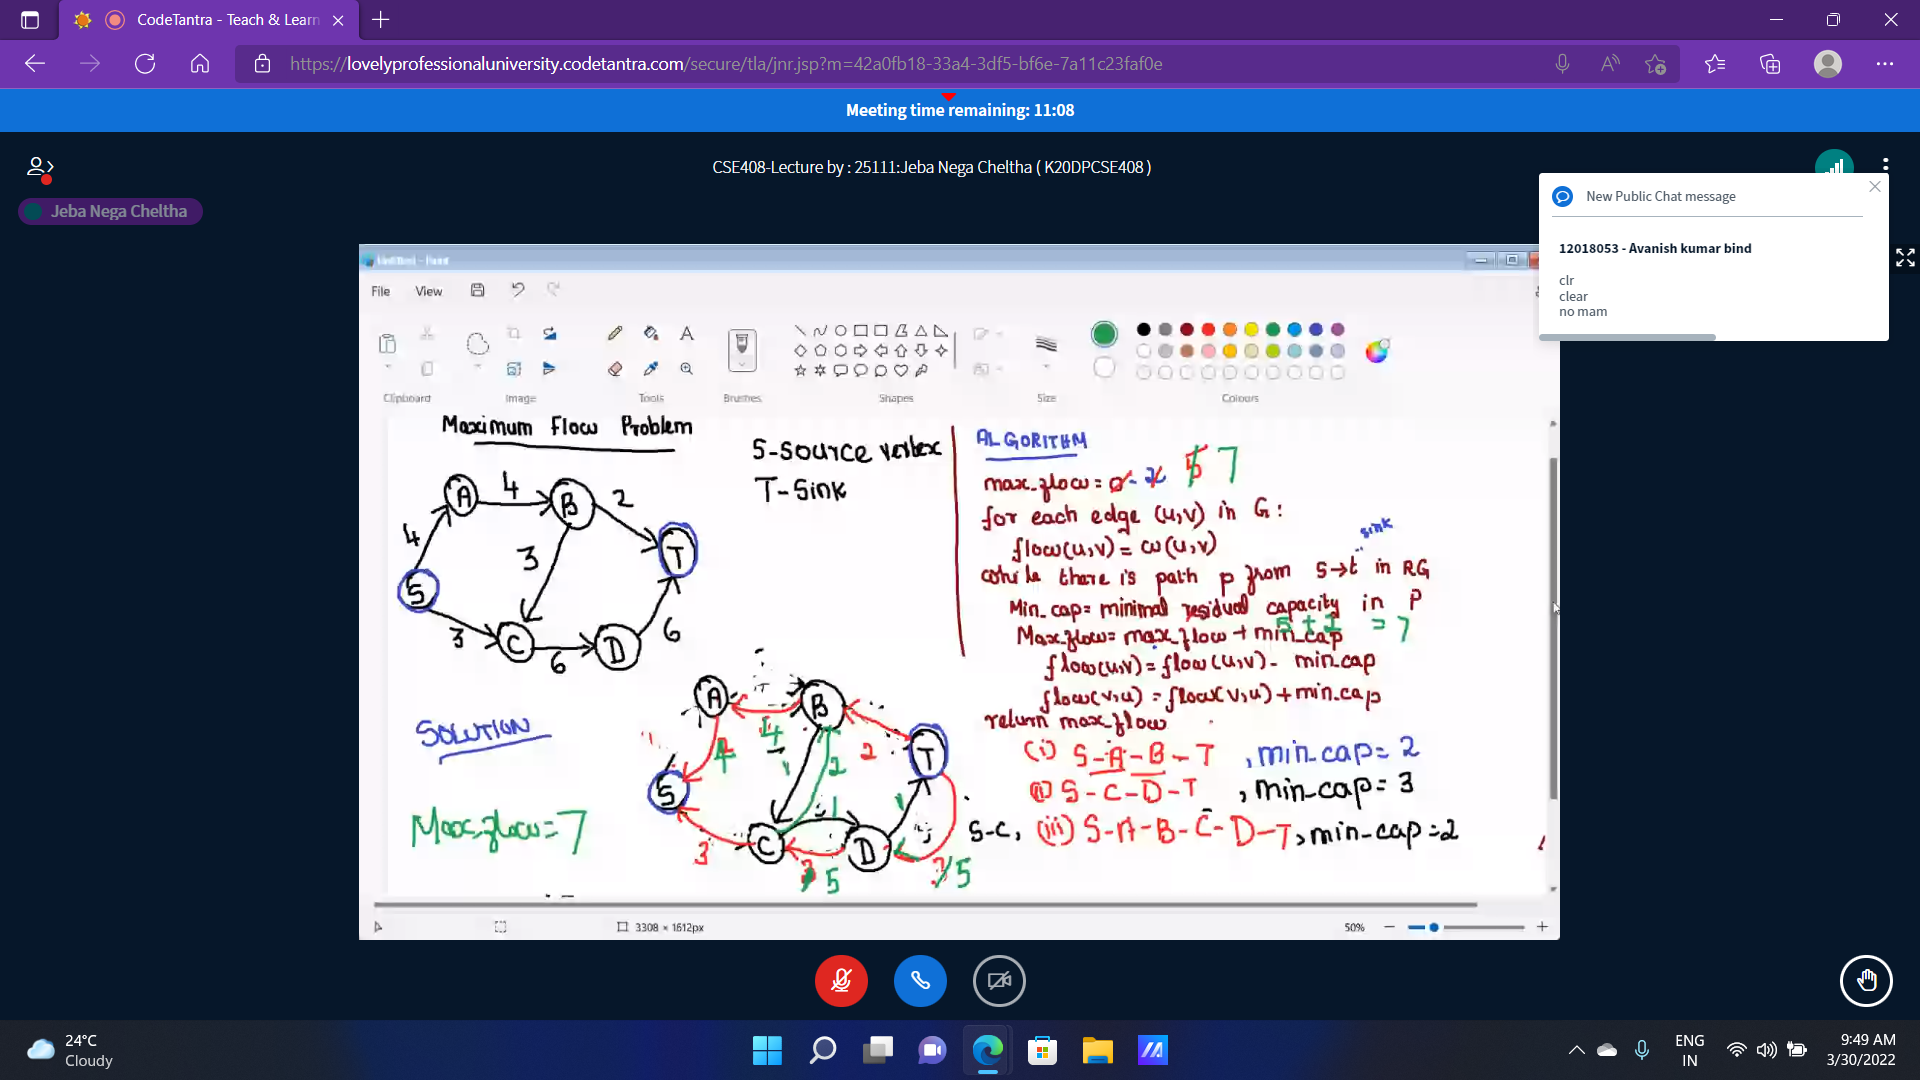 CodeTantra - Teach & Learn
https://lovelyprofessionaluniversity.codetantra.com/secure/tla/jnr.jsp?m=42a0fb18-33a4-3df5-bf6e-7a11c23faf0e
Meeting time remaining: 11:08
CSE408-Lecture by : 25111:Jeba Nega Cheltha ( K20DPCSE408 )
Jeba Nega Cheltha
New Public Chat message
12018053 - Avanish kumar bind
clr
clear
no mam
Untitled - Paint
File View
Clipboard Image Tools Brushes Shapes Size Colours
Maximum Flow Problem
S-Source vertex
T-Sink
A 4 B 2
4 3 T
S
3 C 6 D 6
ALGORITHM
max_flow = 0 - 2 5 7
for each edge (u,v) in G:
flow(u,v) = w(u,v)
sink
while there is path p from S→t in RG
Min_cap = minimal residual capacity in P
5 + 2 = 7
Max_flow = max_flow + min_cap
flow(u,v) = flow(u,v) - min_cap
flow(v,u) = flow(v,u) + min_cap
return max_flow
(i) S-A-B-T , min_cap = 2
(ii) S-C-D-T , min_cap = 3
S-C, (iii) S-A-B-C-D-T, min_cap = 2
SOLUTION
Max_flow = 7
A B
4 4 1 2 2 T
S
1 1
3 C D
3 5 3 5
3308 × 1612px
50%
24°C
Cloudy
ENG
IN
9:49 AM
3/30/2022